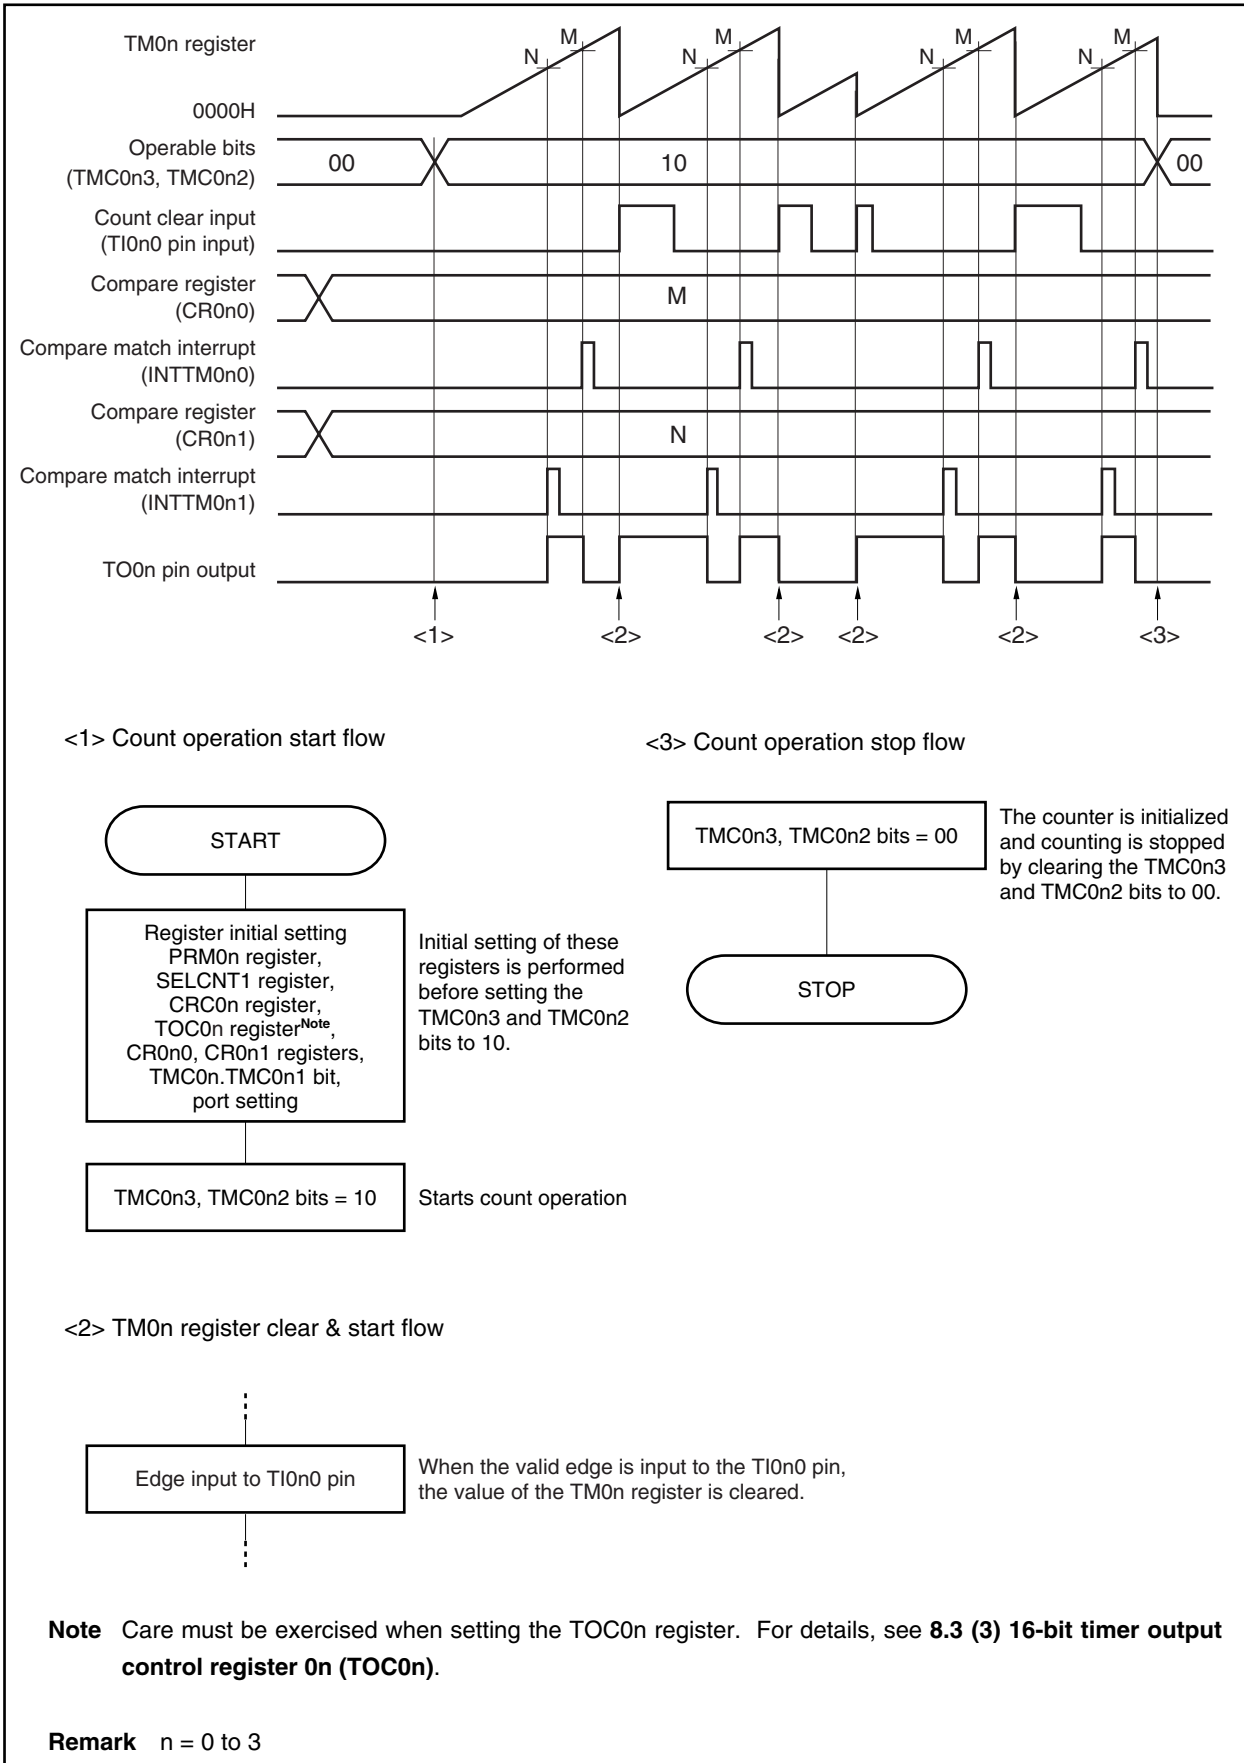 TM0n register
N
M
N
M
N
M
N
M
0000H
Operable bits
(TMC0n3, TMC0n2)
00
10
00
Count clear input
(TI0n0 pin input)
Compare register
(CR0n0)
M
Compare match interrupt
(INTTM0n0)
Compare register
(CR0n1)
N
Compare match interrupt
(INTTM0n1)
TO0n pin output
<1>
<2>
<2>
<2>
<2>
<3>
<1> Count operation start flow
START
Register initial setting
PRM0n register,
SELCNT1 register,
CRC0n register,
TOC0n registerNote,
CR0n0, CR0n1 registers,
TMC0n.TMC0n1 bit,
port setting
Initial setting of these
registers is performed
before setting the
TMC0n3 and TMC0n2
bits to 10.
TMC0n3, TMC0n2 bits = 10
Starts count operation
<3> Count operation stop flow
TMC0n3, TMC0n2 bits = 00
The counter is initialized
and counting is stopped
by clearing the TMC0n3
and TMC0n2 bits to 00.
STOP
<2> TM0n register clear & start flow
Edge input to TI0n0 pin
When the valid edge is input to the TI0n0 pin,
the value of the TM0n register is cleared.
Note Care must be exercised when setting the TOC0n register. For details, see 8.3 (3) 16-bit timer output
control register 0n (TOC0n).
Remark n = 0 to 3